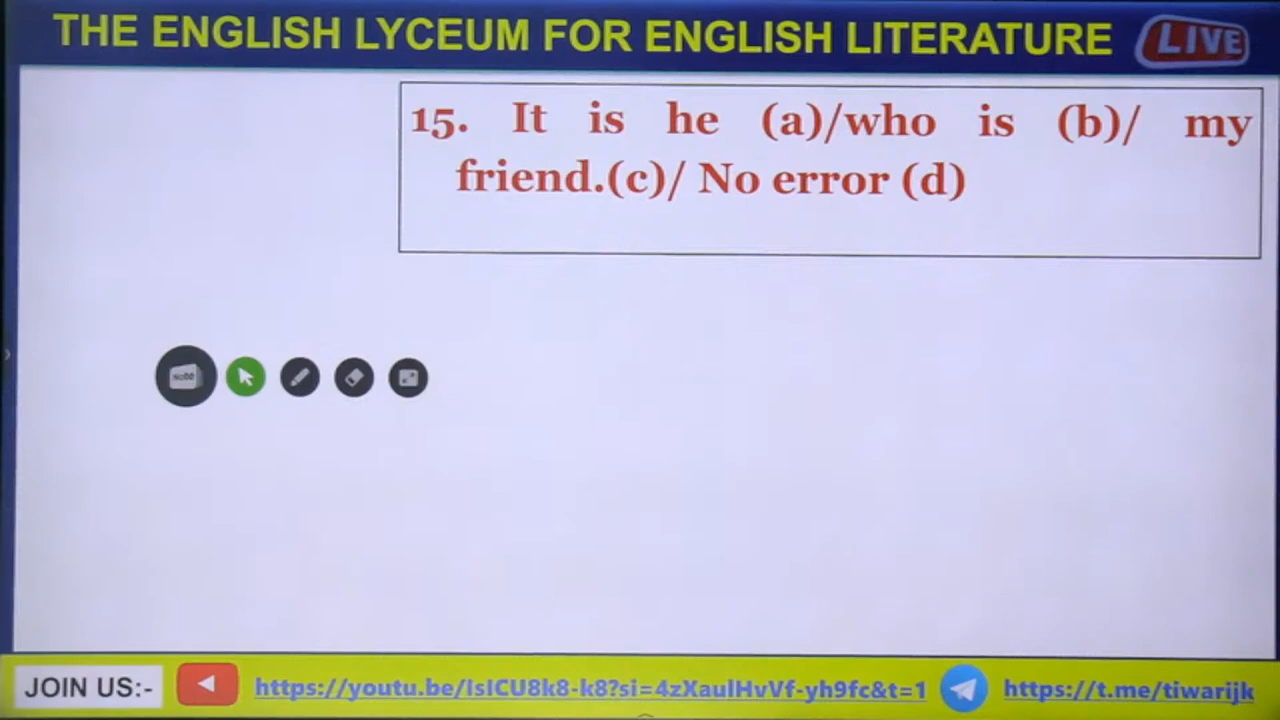 THE ENGLISH LYCEUM FOR ENGLISH LITERATURE
LIVE
15. It is he (a)/who is (b)/ my
friend.(c)/ No error (d)
JOIN US:-
https://youtu.be/IsICU8k8-k8?si=4zXaulHvVf-yh9fc&t=1
https://t.me/tiwarijk